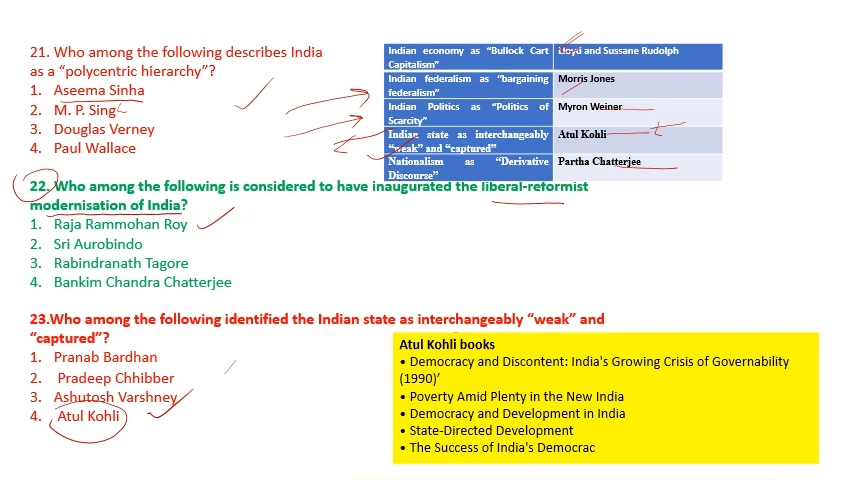 21. Who among the following describes India
as a “polycentric hierarchy”?
1. Aseema Sinha
2. M. P. Sing
3. Douglas Verney
4. Paul Wallace
Indian economy as “Bullock Cart Capitalism” Lloyd and Sussane Rudolph
Indian federalism as “bargaining federalism” Morris Jones
Indian Politics as “Politics of Scarcity” Myron Weiner
Indian state as interchangeably “weak” and “captured” Atul Kohli
Nationalism as “Derivative Discourse” Partha Chatterjee
22. Who among the following is considered to have inaugurated the liberal-reformist
modernisation of India?
1. Raja Rammohan Roy
2. Sri Aurobindo
3. Rabindranath Tagore
4. Bankim Chandra Chatterjee
23.Who among the following identified the Indian state as interchangeably “weak” and
“captured”?
1. Pranab Bardhan
2. Pradeep Chhibber
3. Ashutosh Varshney
4. Atul Kohli
Atul Kohli books
• Democracy and Discontent: India's Growing Crisis of Governability
(1990)’
• Poverty Amid Plenty in the New India
• Democracy and Development in India
• State-Directed Development
• The Success of India's Democrac